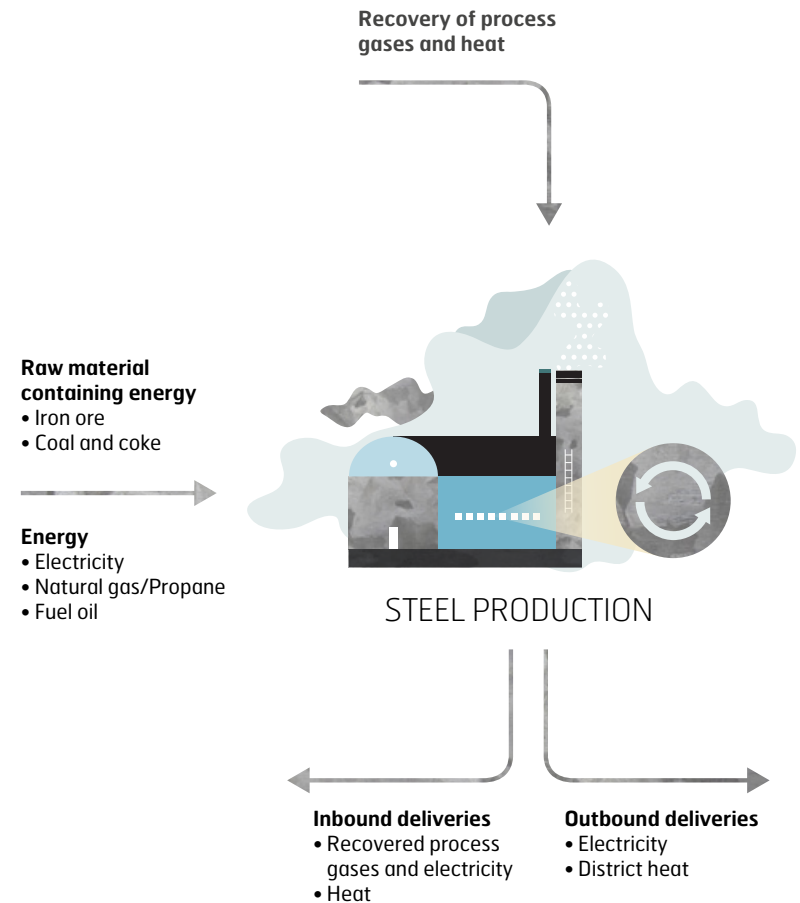 Recovery of process
gases and heat
Raw material
containing energy
• Iron ore
• Coal and coke
Energy
• Electricity
• Natural gas/Propane
• Fuel oil
STEEL PRODUCTION
Inbound deliveries
• Recovered process
gases and electricity
• Heat
Outbound deliveries
• Electricity
• District heat